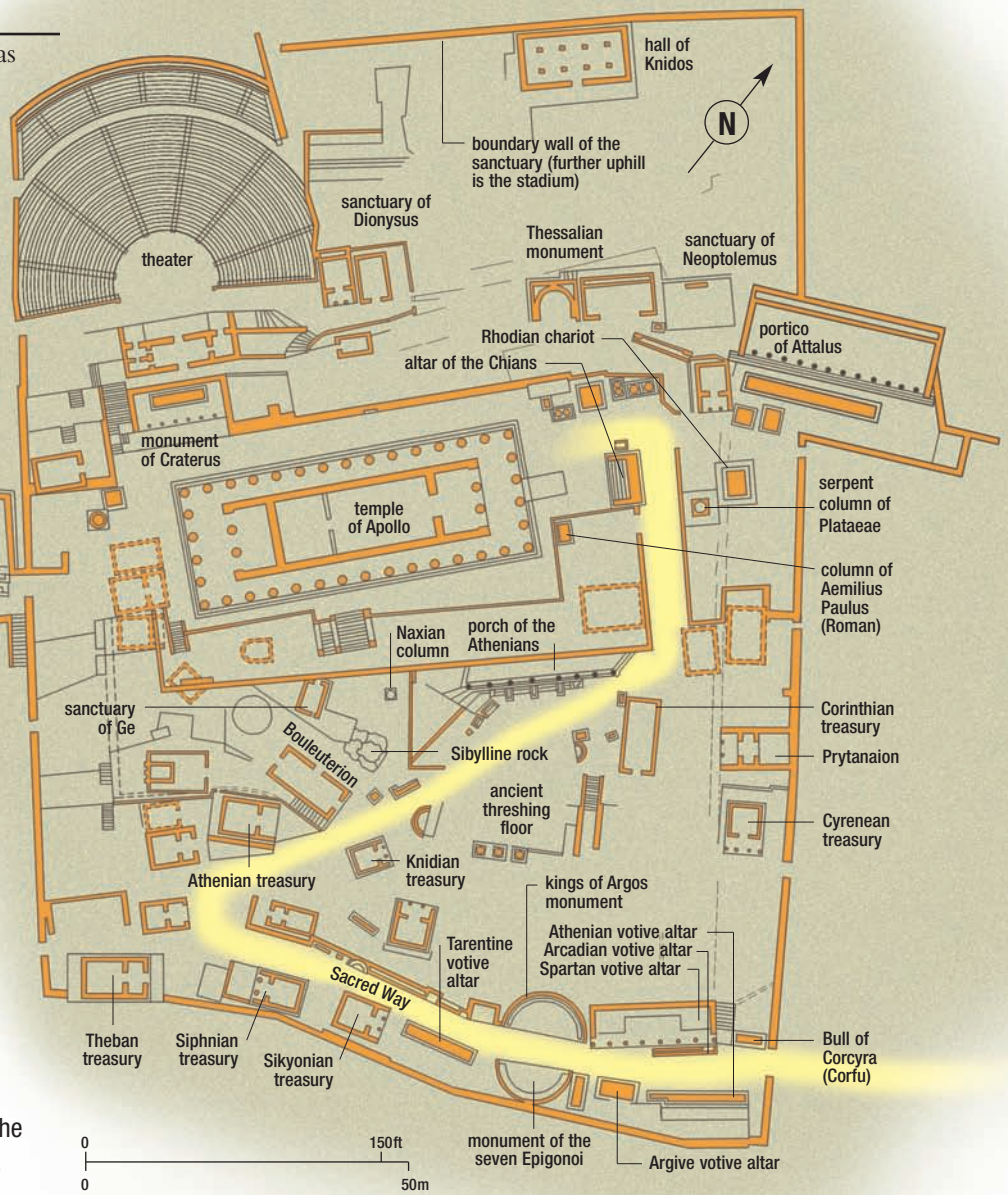 as
hall of
Knidos
N
boundary wall of the
sanctuary (further uphill
is the stadium)
sanctuary of
Dionysus
theater
Thessalian
monument
sanctuary of
Neoptolemus
Rhodian chariot
altar of the Chians
portico
of Attalus
monument
of Craterus
temple
of Apollo
serpent
column of
Plataeae
column of
Aemilius
Paulus
(Roman)
Naxian
column
porch of the
Athenians
sanctuary
of Ge
Bouleuterion
Sibylline rock
Corinthian
treasury
Prytanaion
ancient
threshing
floor
Cyrenean
treasury
Athenian treasury
Knidian
treasury
kings of Argos
monument
Athenian votive altar
Arcadian votive altar
Spartan votive altar
Tarentine
votive
altar
Sacred Way
Theban
treasury
Siphnian
treasury
Sikyonian
treasury
Bull of
Corcyra
(Corfu)
monument of the
seven Epigonoi
Argive votive altar
he
0
150ft
0
50m